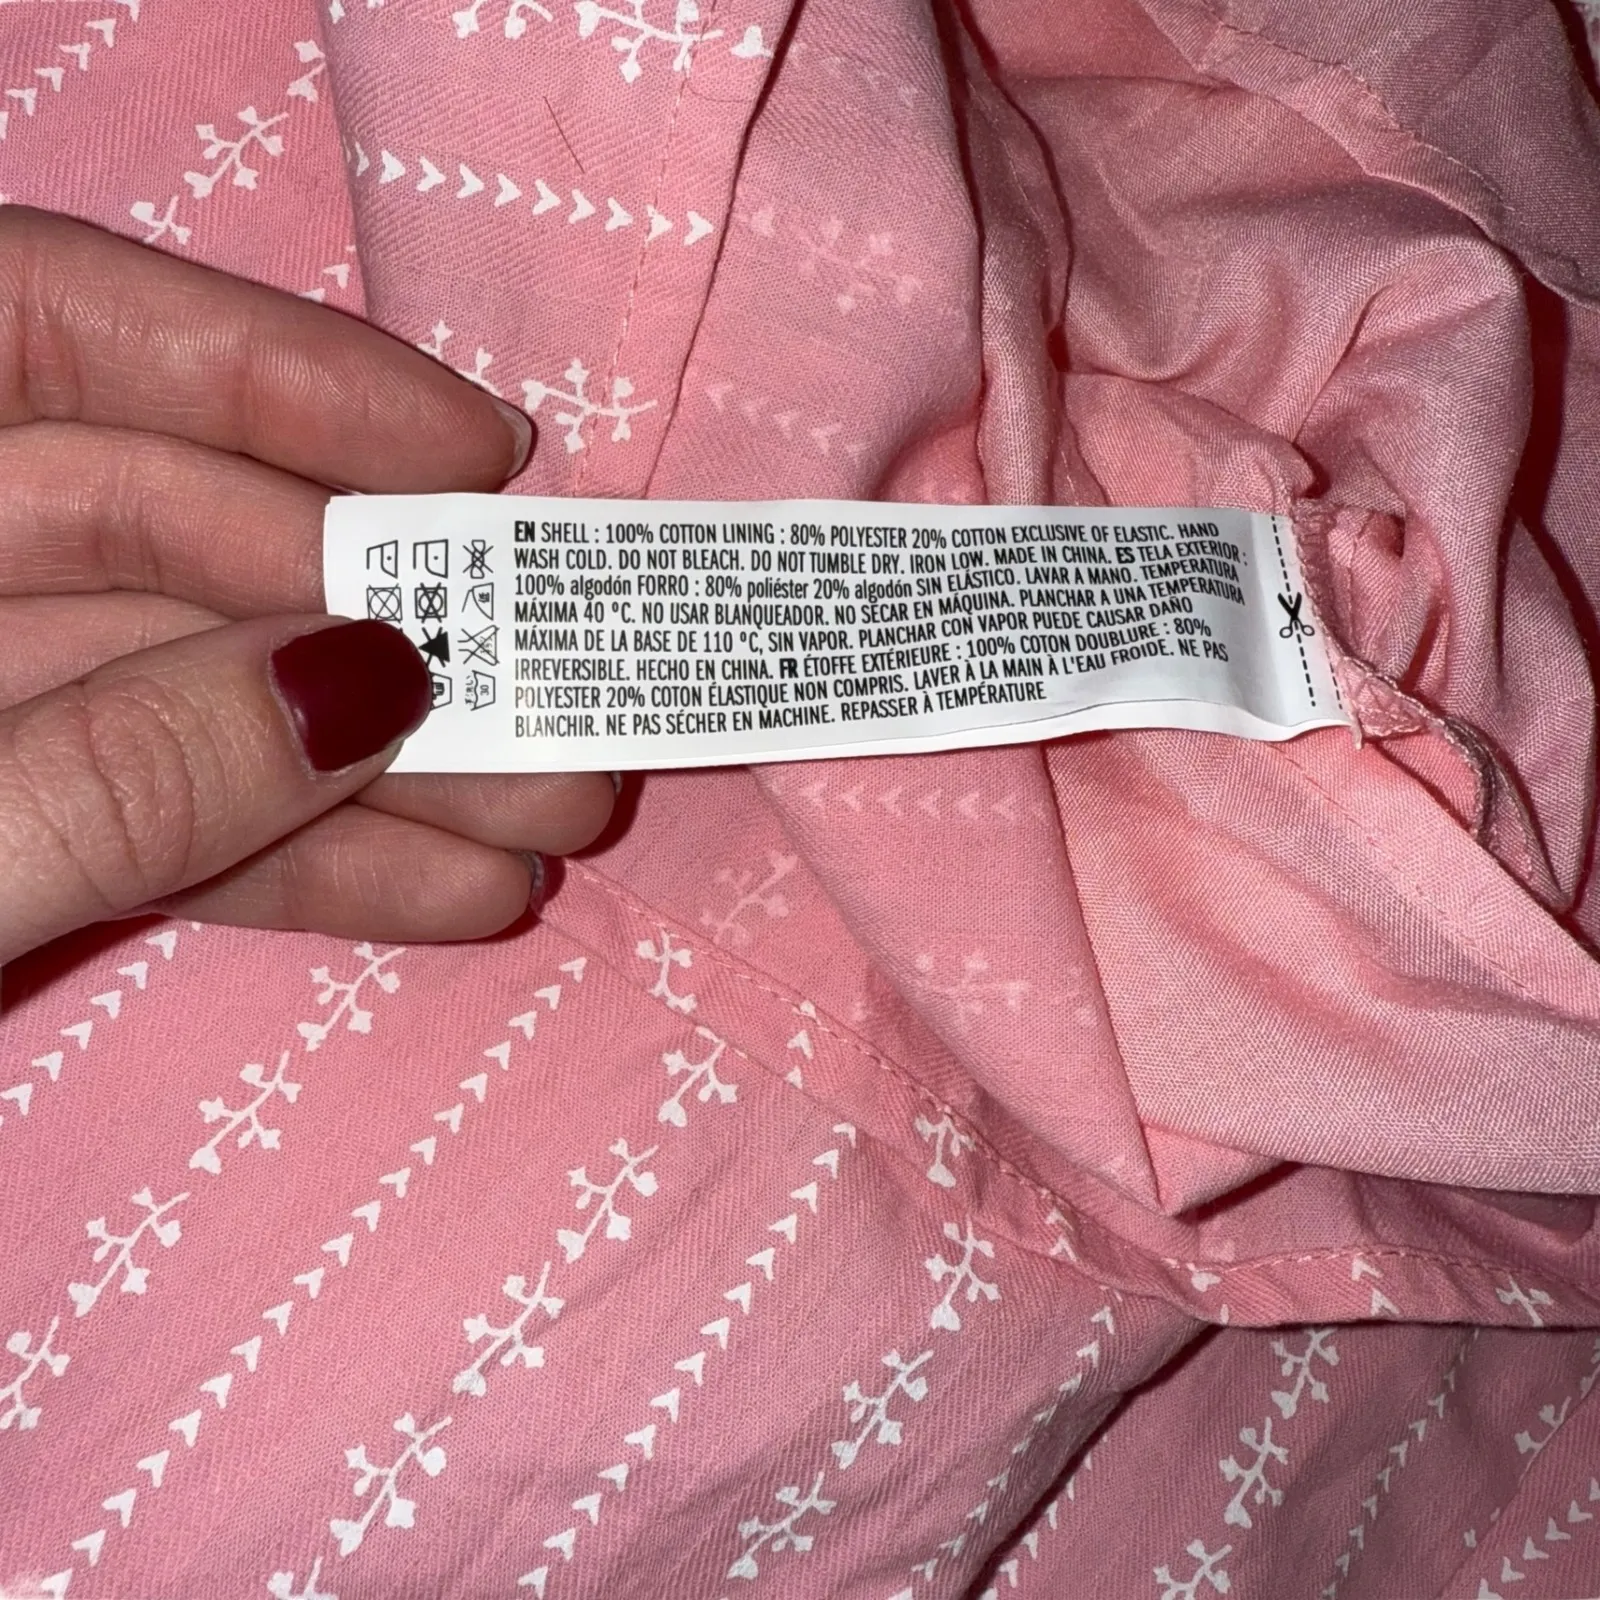 EN SHELL : 100% COTTON LINING : 80% POLYESTER 20% COTTON EXCLUSIVE OF ELASTIC. HAND
WASH COLD. DO NOT BLEACH. DO NOT TUMBLE DRY. IRON LOW. MADE IN CHINA. ES TELA EXTERIOR :
100% algodón FORRO : 80% poliéster 20% algodón SIN ELÁSTICO. LAVAR A MANO. TEMPERATURA
MÁXIMA 40 °C. NO USAR BLANQUEADOR. NO SECAR EN MÁQUINA. PLANCHAR A UNA TEMPERATURA
MÁXIMA DE LA BASE DE 110 °C, SIN VAPOR. PLANCHAR CON VAPOR PUEDE CAUSAR DAÑO
IRREVERSIBLE. HECHO EN CHINA. FR ÉTOFFE EXTÉRIEURE : 100% COTON DOUBLURE : 80%
POLYESTER 20% COTON ÉLASTIQUE NON COMPRIS. LAVER À LA MAIN À L'EAU FROIDE. NE PAS
BLANCHIR. NE PAS SÉCHER EN MACHINE. REPASSER À TEMPÉRATURE
30